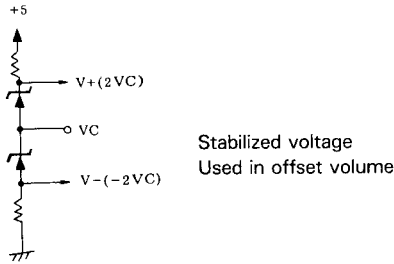 +5
V+(2VC)
VC
Stabilized voltage
Used in offset volume
V-(-2VC)